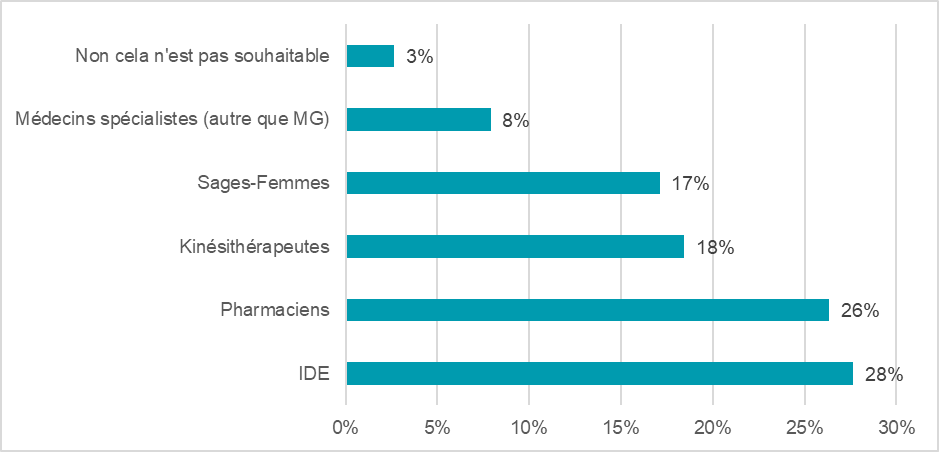 Non cela n'est pas souhaitable 3%
Médecins spécialistes (autre que MG) 8%
Sages-Femmes 17%
Kinésithérapeutes 18%
Pharmaciens 26%
IDE 28%
0% 5% 10% 15% 20% 25% 30%